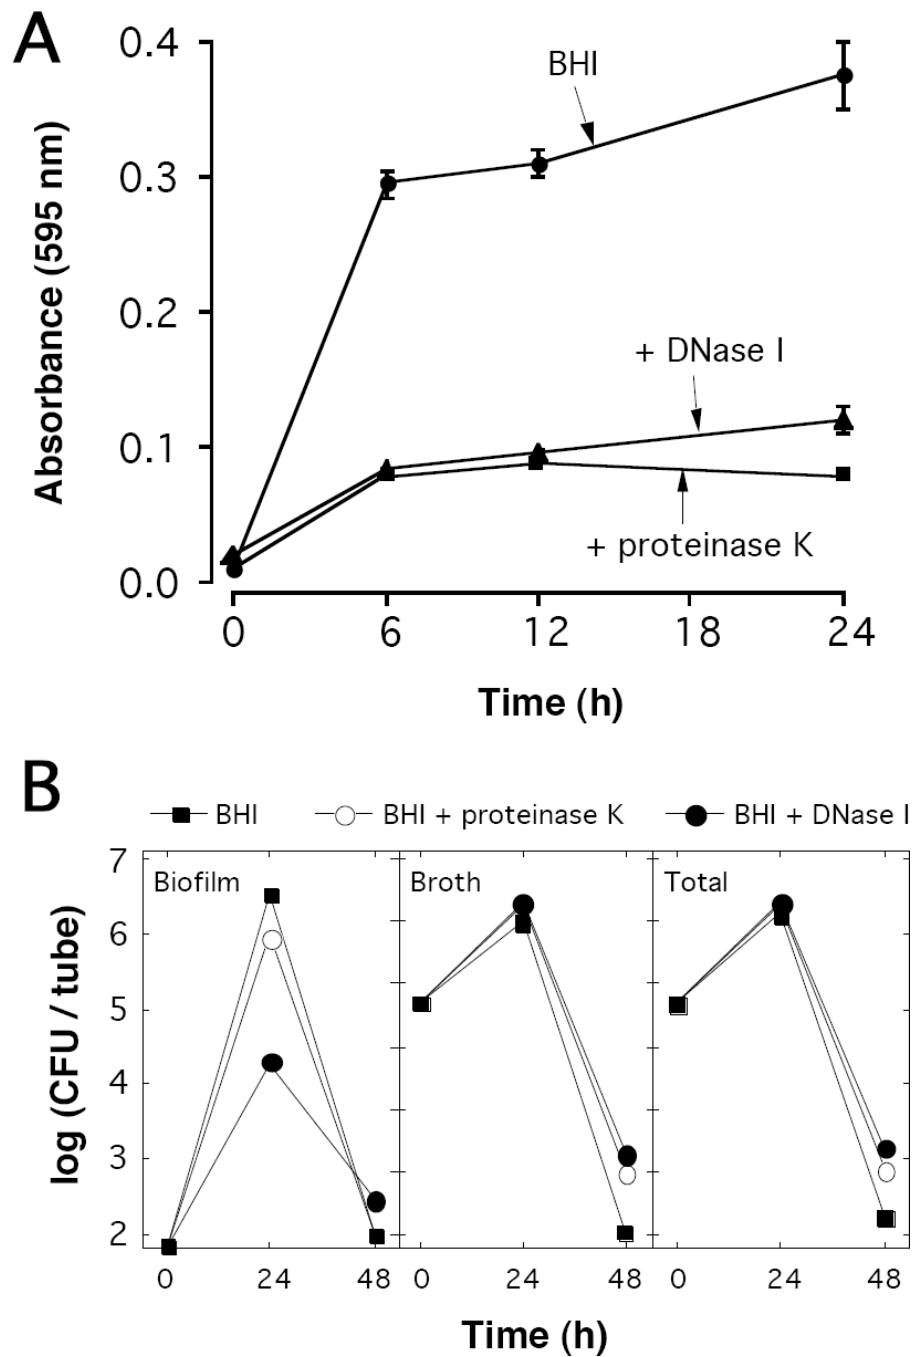 A
Absorbance (595 nm)
0.4
0.3
0.2
0.1
0.0
BHI
+ DNase I
+ proteinase K
0 6 12 18 24
Time (h)
B
BHI BHI + proteinase K BHI + DNase I
log (CFU / tube)
7
6
5
4
3
2
Biofilm Broth Total
0 24 48 0 24 48 0 24 48
Time (h)